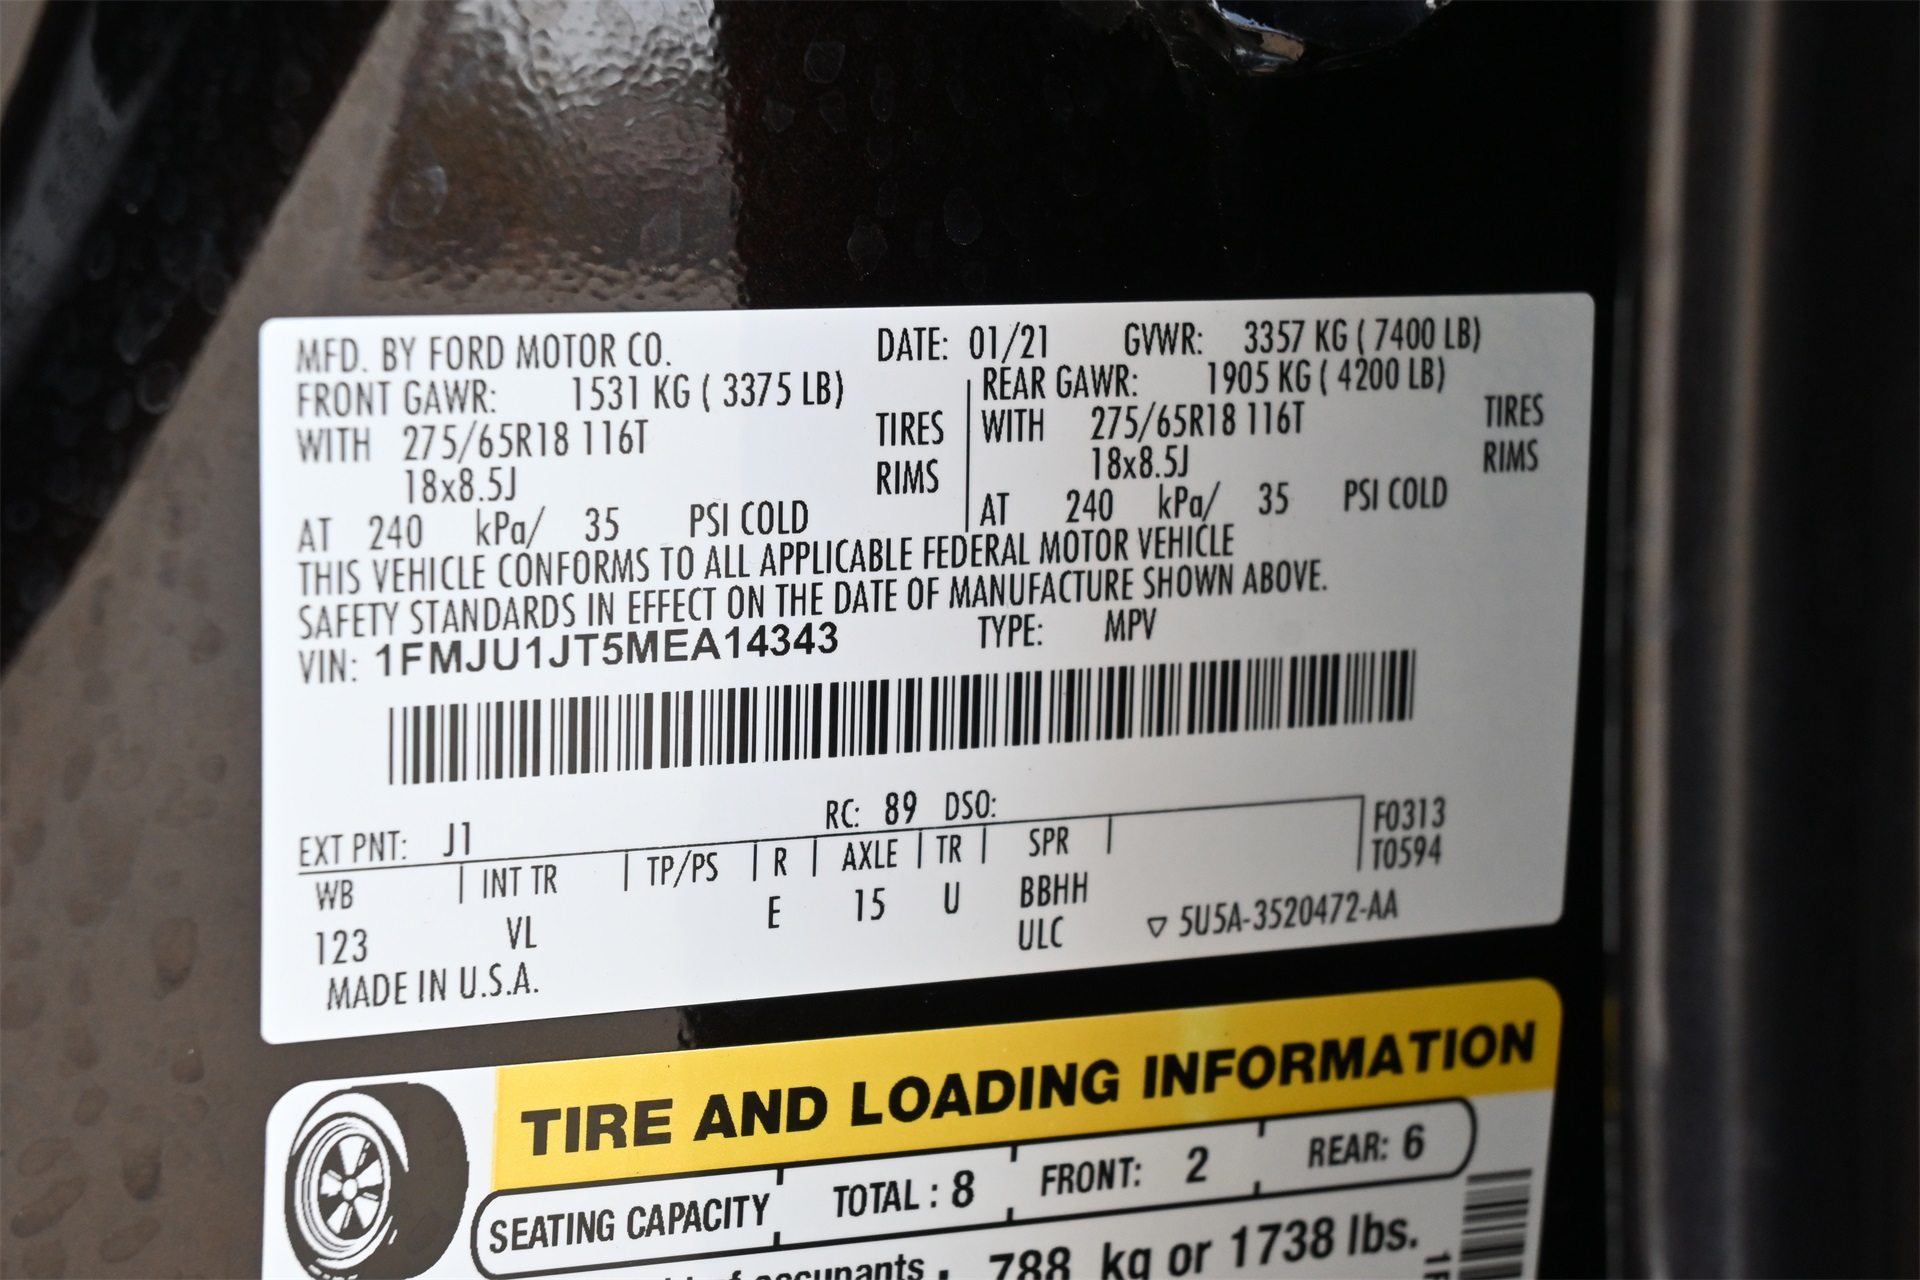 MFD. BY FORD MOTOR CO. DATE: 01/21 GVWR: 3357 KG ( 7400 LB)
FRONT GAWR: 1531 KG ( 3375 LB) REAR GAWR: 1905 KG ( 4200 LB)
WITH 275/65R18 116T TIRES WITH 275/65R18 116T TIRES
18x8.5J RIMS 18x8.5J RIMS
AT 240 kPa/ 35 PSI COLD AT 240 kPa/ 35 PSI COLD
THIS VEHICLE CONFORMS TO ALL APPLICABLE FEDERAL MOTOR VEHICLE
SAFETY STANDARDS IN EFFECT ON THE DATE OF MANUFACTURE SHOWN ABOVE.
VIN: 1FMJU1JT5MEA14343 TYPE: MPV
EXT PNT: J1 RC: 89 DSO: F0313
WB INT TR TP/PS R AXLE TR SPR T0594
123 VL E 15 U BBHH
ULC ▽ 5U5A-3520472-AA
MADE IN U.S.A.
TIRE AND LOADING INFORMATION
SEATING CAPACITY TOTAL : 8 FRONT: 2 REAR: 6
of occupants 788 kg or 1738 lbs.